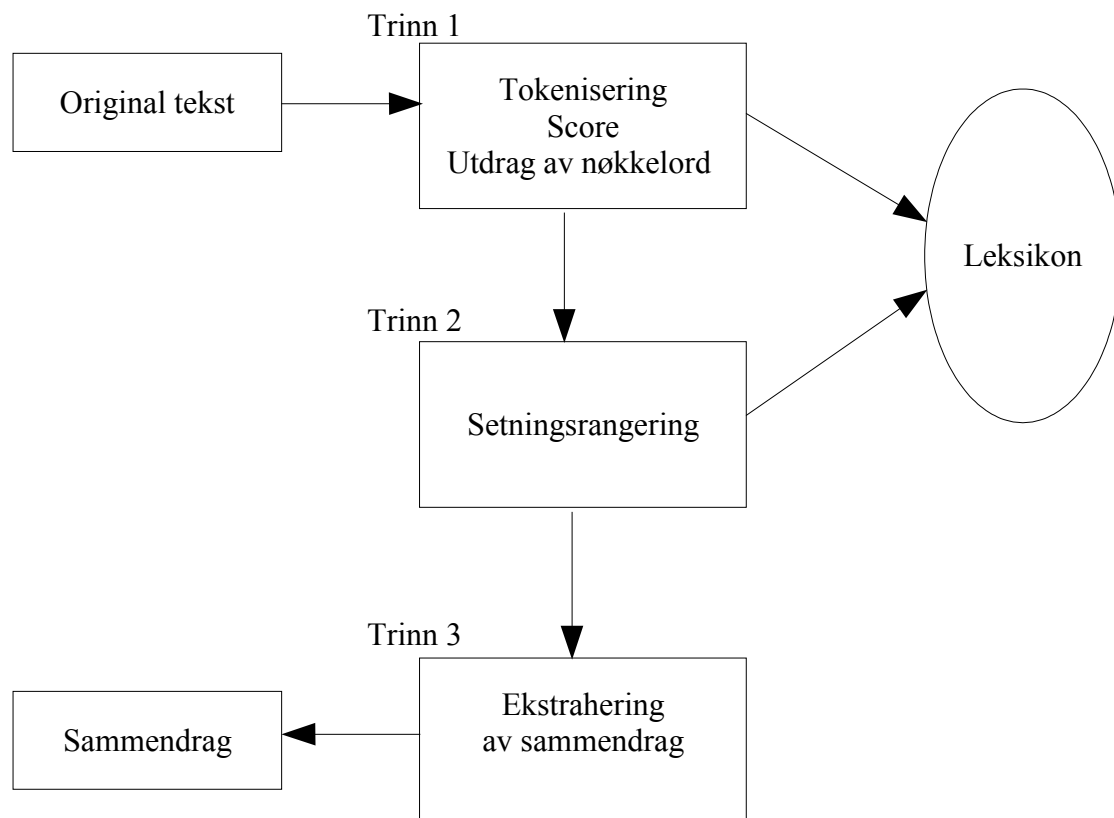 Trinn 1
Original tekst
Tokenisering
Score
Utdrag av nøkkelord
Leksikon
Trinn 2
Setningsrangering
Trinn 3
Ekstrahering
av sammendrag
Sammendrag